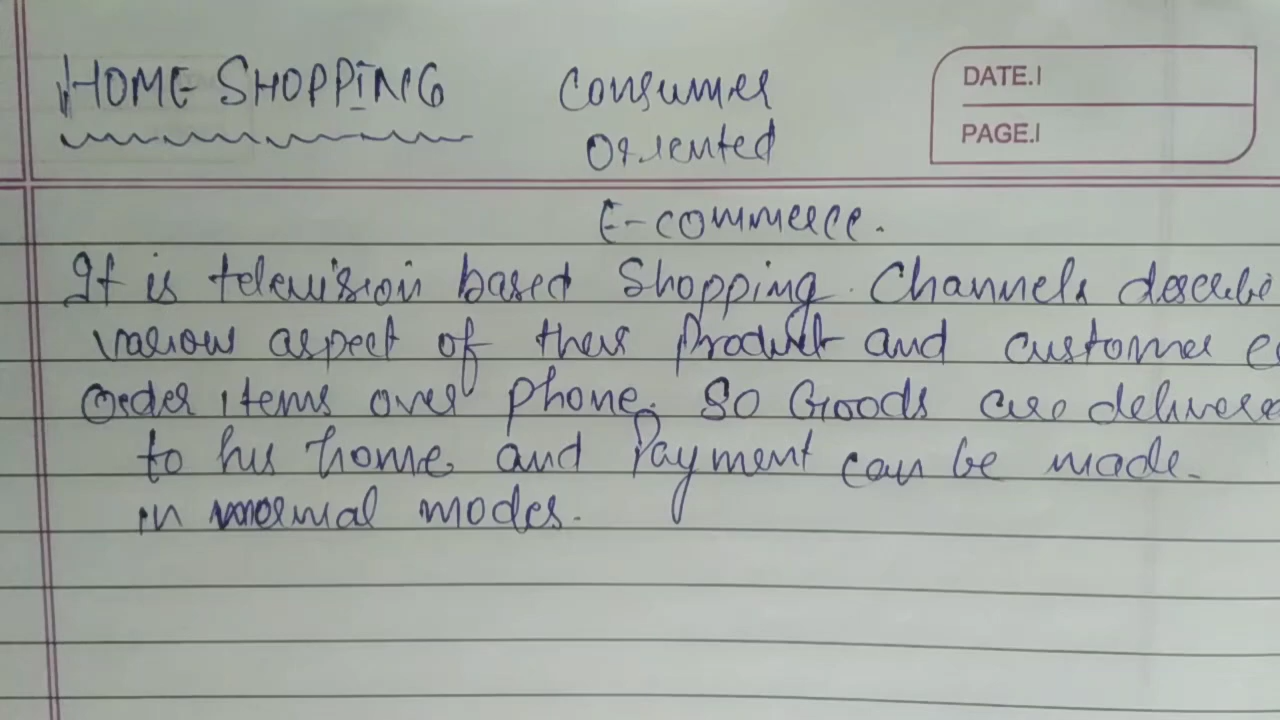 HOME SHOPPING
Consumer
Oriented
DATE.I
PAGE.I
E-commerce.
It is television based Shopping. Channels describe
various aspect of their Product and customer
Order items over phone. So Goods are delivere
to his home and Payment can be made.
in normal modes.